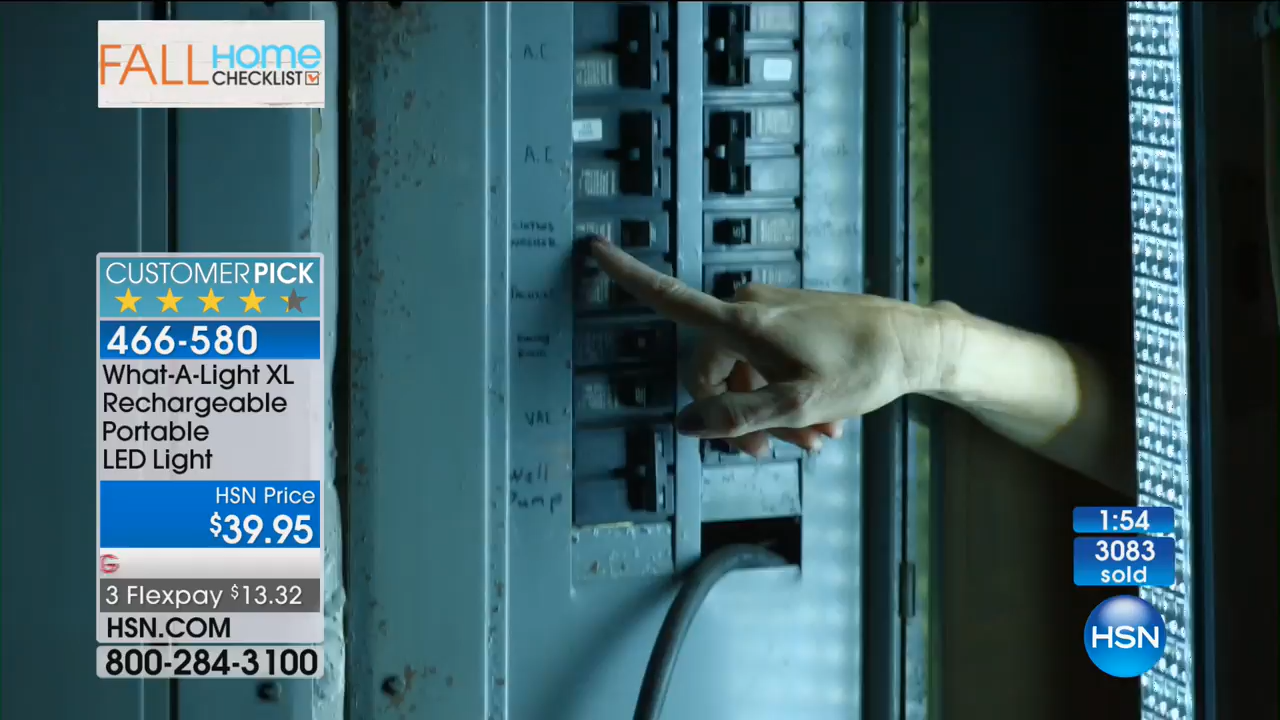 FALL Home
CHECKLIST
CUSTOMER PICK
466-580
What-A-Light XL
Rechargeable
Portable
LED Light
HSN Price
$39.95
G
3 Flexpay $13.32
HSN.COM
800-284-3100
A.C
A.C
VAC
Well
Pump
1:54
3083
sold
HSN